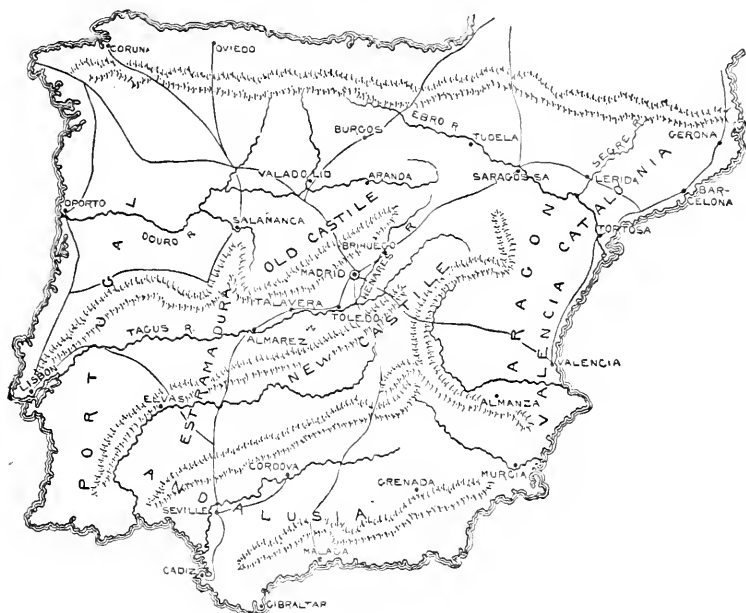 CORUNA
OVIEDO
BURGOS
EBRO R
TUDELA
SEGRE R.
GERONA
VALADOLID
ARANDA
SARAGOSSA
LERIDA
BARCELONA
OPORTO
DOURO R
SALAMANCA
OLD CASTILE
BRIHUEGO
MADRID
HENARES R
ARAGON
CATALONIA
TORTOSA
TALAVERA
TOLEDO
NEW CASTILE
TAGUS R.
ALMAREZ
ESTRAMADURA
PORTUGAL
LISBON
ELVAS
VALENCIA
VALENCIA
ALMANZA
MURCIA
CORDOVA
GRENADA
SEVILLE
ANDALUSIA
MALAGA
CADIZ
GIBRALTAR